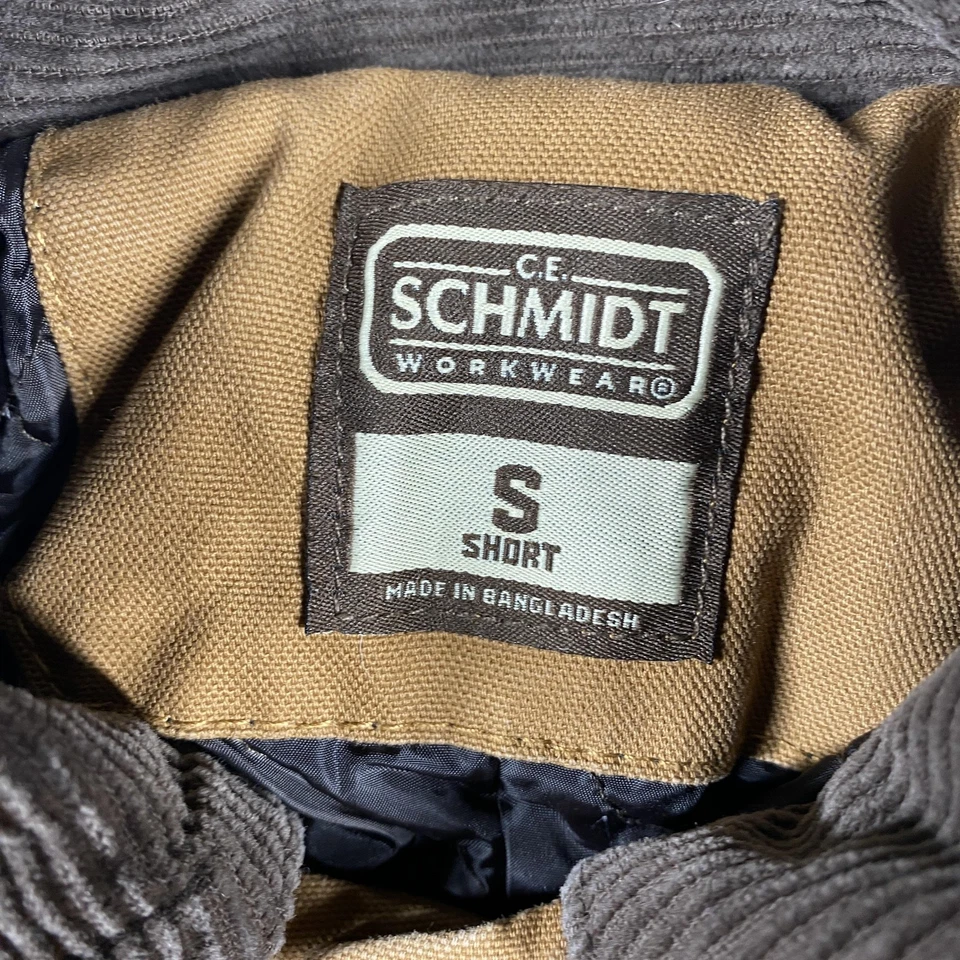 C.E.
SCHMIDT
WORKWEAR®
S
SHORT
MADE IN BANGLADESH